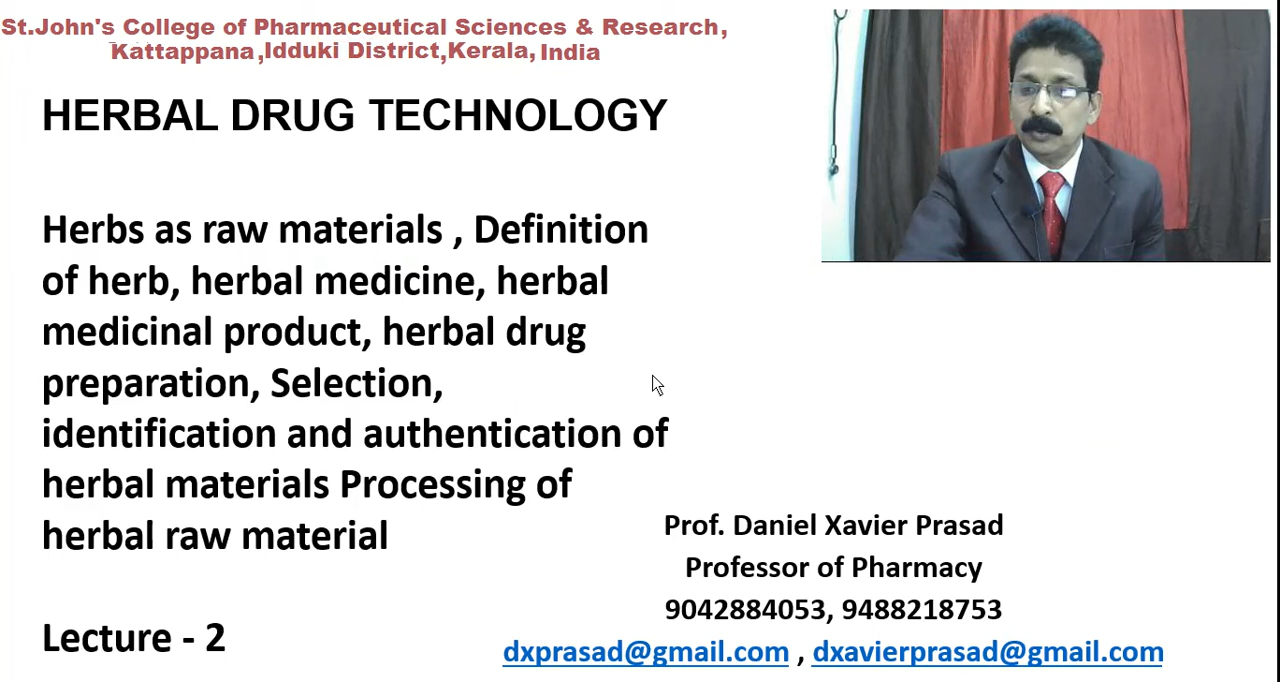 St.John's College of Pharmaceutical Sciences & Research,
Kattappana,Idduki District,Kerala, India
HERBAL DRUG TECHNOLOGY
Herbs as raw materials , Definition
of herb, herbal medicine, herbal
medicinal product, herbal drug
preparation, Selection,
identification and authentication of
herbal materials Processing of
herbal raw material
Lecture - 2
Prof. Daniel Xavier Prasad
Professor of Pharmacy
9042884053, 9488218753
dxprasad@gmail.com , dxavierprasad@gmail.com